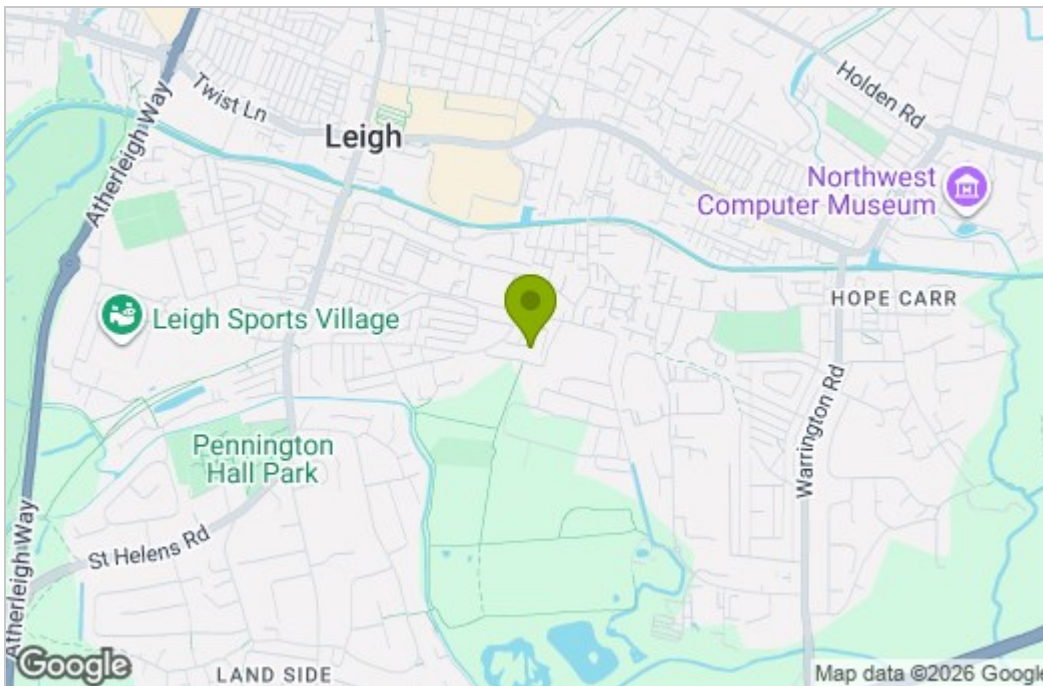 Atherleigh Way
Twist Ln
Leigh
Holden Rd
Northwest
Computer Museum
HOPE CARR
Leigh Sports Village
Warrington Rd
Pennington
Hall Park
St Helens Rd
Atherleigh Way
LAND SIDE
Google
Map data ©2026 Google